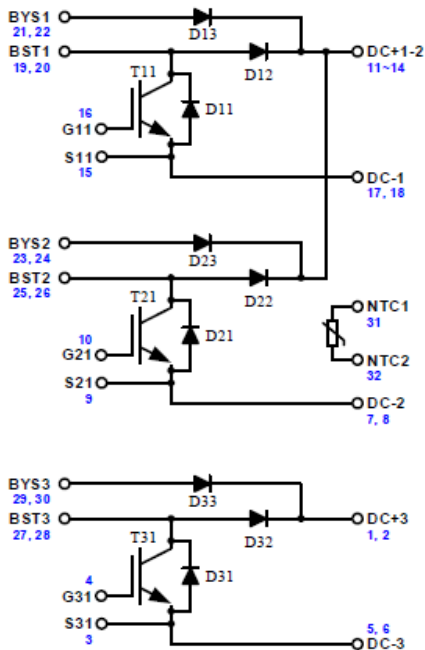 BYS1
21, 22
D13
BST1
19, 20
D12
DC+1-2
11~14
T11
D11
16
G11
S11
15
DC-1
17, 18
BYS2
23, 24
D23
BST2
25, 26
D22
T21
D21
10
G21
S21
9
NTC1
31
NTC2
32
DC-2
7, 8
BYS3
29, 30
D33
BST3
27, 28
D32
DC+3
1, 2
T31
D31
4
G31
S31
3
5, 6
DC-3